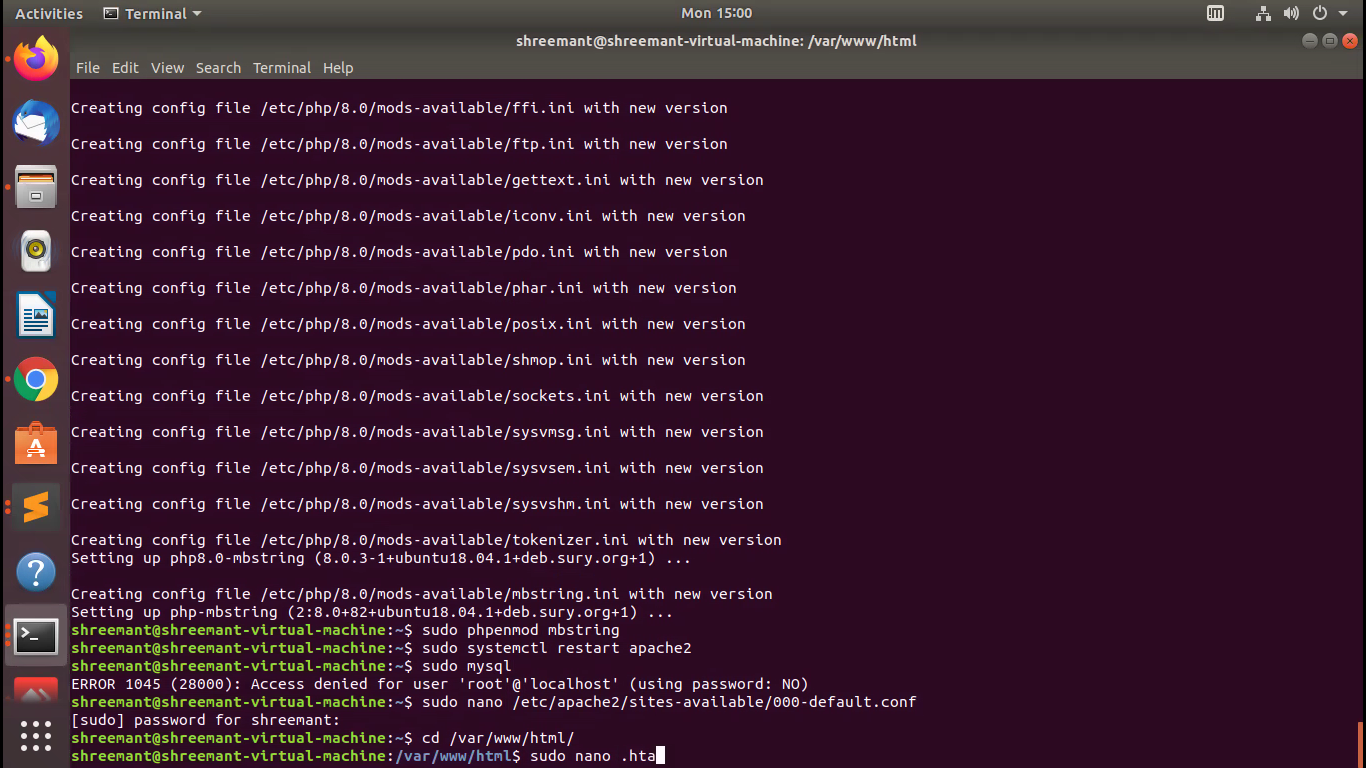 Activities Terminal Mon 15:00
shreemant@shreemant-virtual-machine: /var/www/html
File Edit View Search Terminal Help
Creating config file /etc/php/8.0/mods-available/ffi.ini with new version
Creating config file /etc/php/8.0/mods-available/ftp.ini with new version
Creating config file /etc/php/8.0/mods-available/gettext.ini with new version
Creating config file /etc/php/8.0/mods-available/iconv.ini with new version
Creating config file /etc/php/8.0/mods-available/pdo.ini with new version
Creating config file /etc/php/8.0/mods-available/phar.ini with new version
Creating config file /etc/php/8.0/mods-available/posix.ini with new version
Creating config file /etc/php/8.0/mods-available/shmop.ini with new version
Creating config file /etc/php/8.0/mods-available/sockets.ini with new version
Creating config file /etc/php/8.0/mods-available/sysvmsg.ini with new version
Creating config file /etc/php/8.0/mods-available/sysvsem.ini with new version
Creating config file /etc/php/8.0/mods-available/sysvshm.ini with new version
Creating config file /etc/php/8.0/mods-available/tokenizer.ini with new version
Setting up php8.0-mbstring (8.0.3-1+ubuntu18.04.1+deb.sury.org+1) ...
Creating config file /etc/php/8.0/mods-available/mbstring.ini with new version
Setting up php-mbstring (2:8.0+82+ubuntu18.04.1+deb.sury.org+1) ...
shreemant@shreemant-virtual-machine:~$ sudo phpenmod mbstring
shreemant@shreemant-virtual-machine:~$ sudo systemctl restart apache2
shreemant@shreemant-virtual-machine:~$ sudo mysql
ERROR 1045 (28000): Access denied for user 'root'@'localhost' (using password: NO)
shreemant@shreemant-virtual-machine:~$ sudo nano /etc/apache2/sites-available/000-default.conf
[sudo] password for shreemant:
shreemant@shreemant-virtual-machine:~$ cd /var/www/html/
shreemant@shreemant-virtual-machine:/var/www/html$ sudo nano .hta